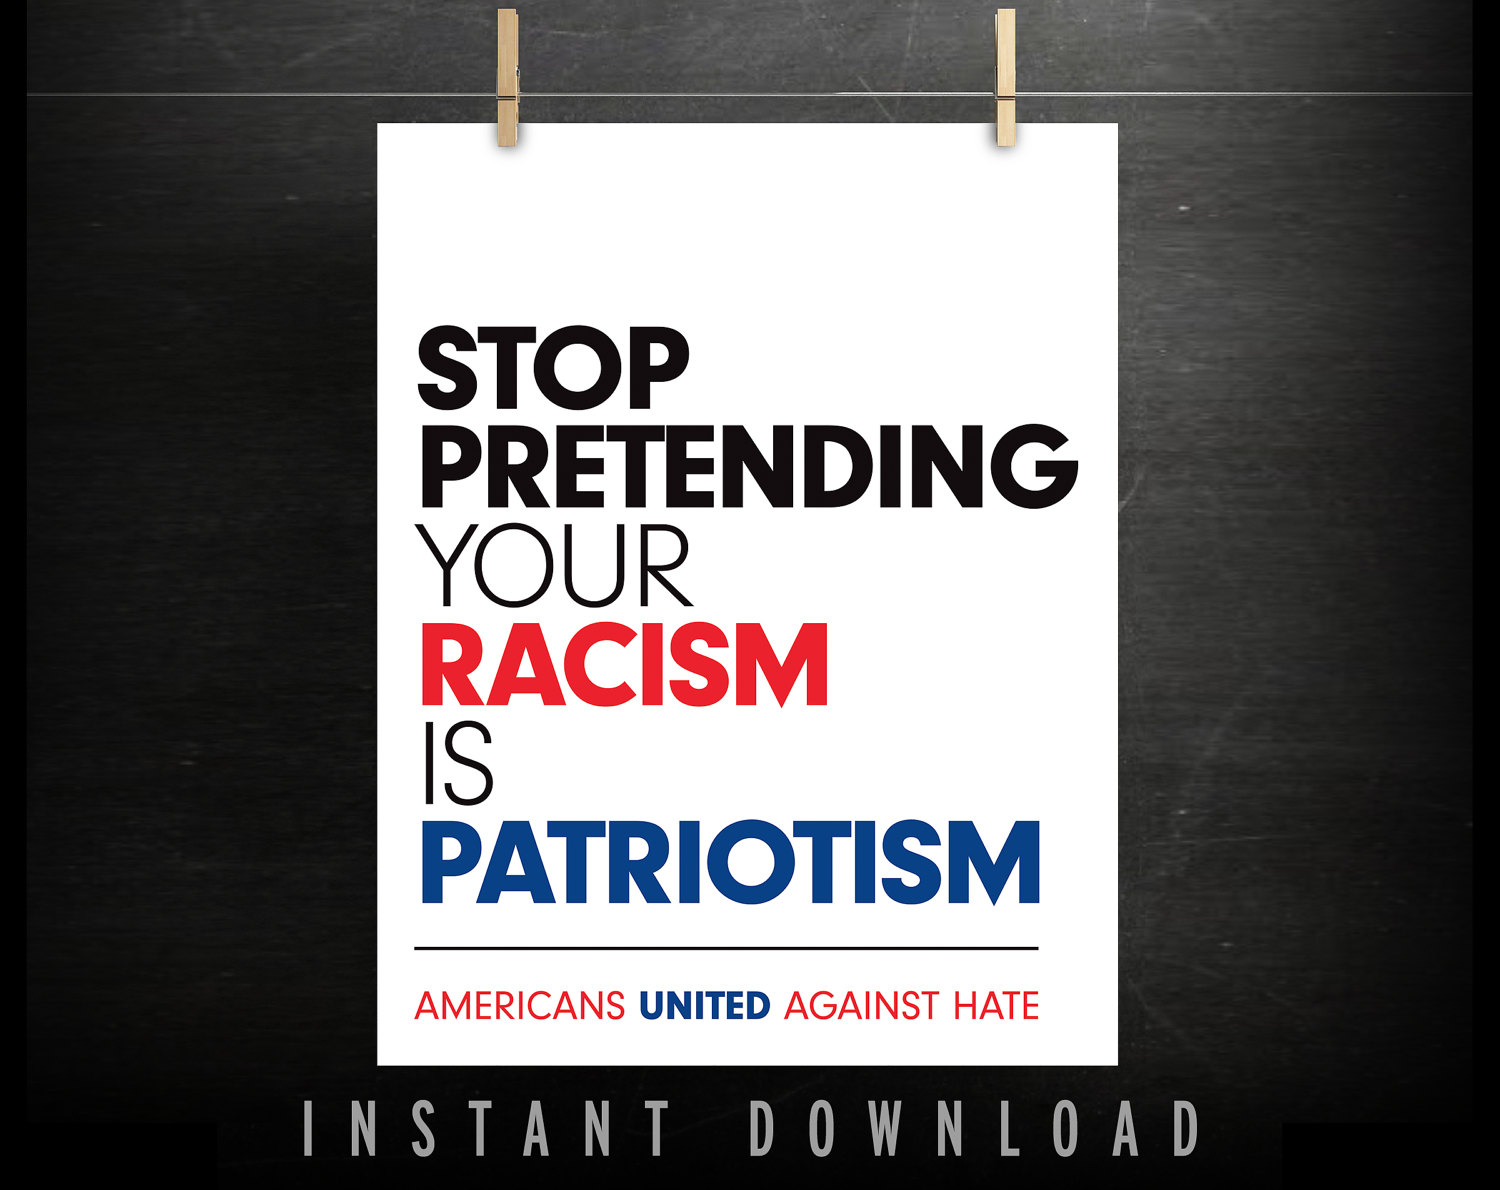 STOP
PRETENDING
YOUR
RACISM
IS
PATRIOTISM
AMERICANS UNITED AGAINST HATE
INSTANT DOWNLOAD